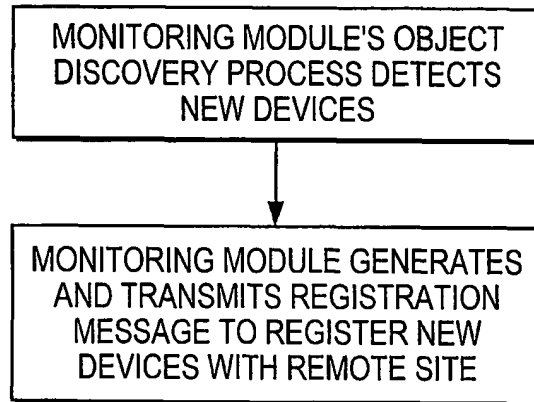 MONITORING MODULE'S OBJECT
DISCOVERY PROCESS DETECTS
NEW DEVICES
MONITORING MODULE GENERATES
AND TRANSMITS REGISTRATION
MESSAGE TO REGISTER NEW
DEVICES WITH REMOTE SITE